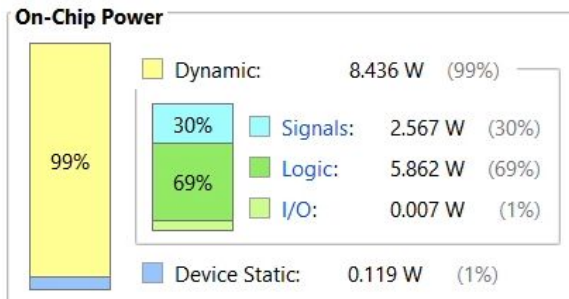 On-Chip Power
Dynamic: 8.436 W (99%)
30% Signals: 2.567 W (30%)
99% 69% Logic: 5.862 W (69%)
I/O: 0.007 W (1%)
Device Static: 0.119 W (1%)